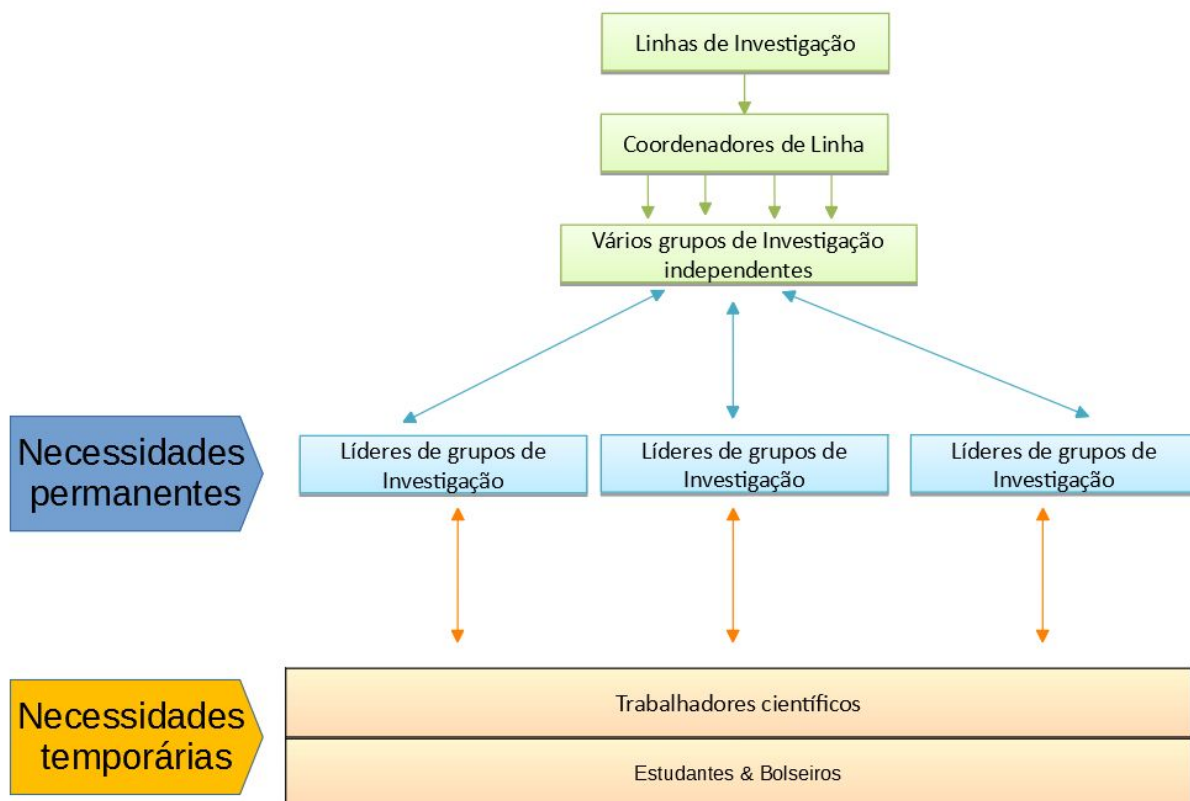 Linhas de Investigação
Coordenadores de Linha
Vários grupos de Investigação
independentes
Necessidades
permanentes
Líderes de grupos de
Investigação
Líderes de grupos de
Investigação
Líderes de grupos de
Investigação
Necessidades
temporárias
Trabalhadores científicos
Estudantes & Bolseiros